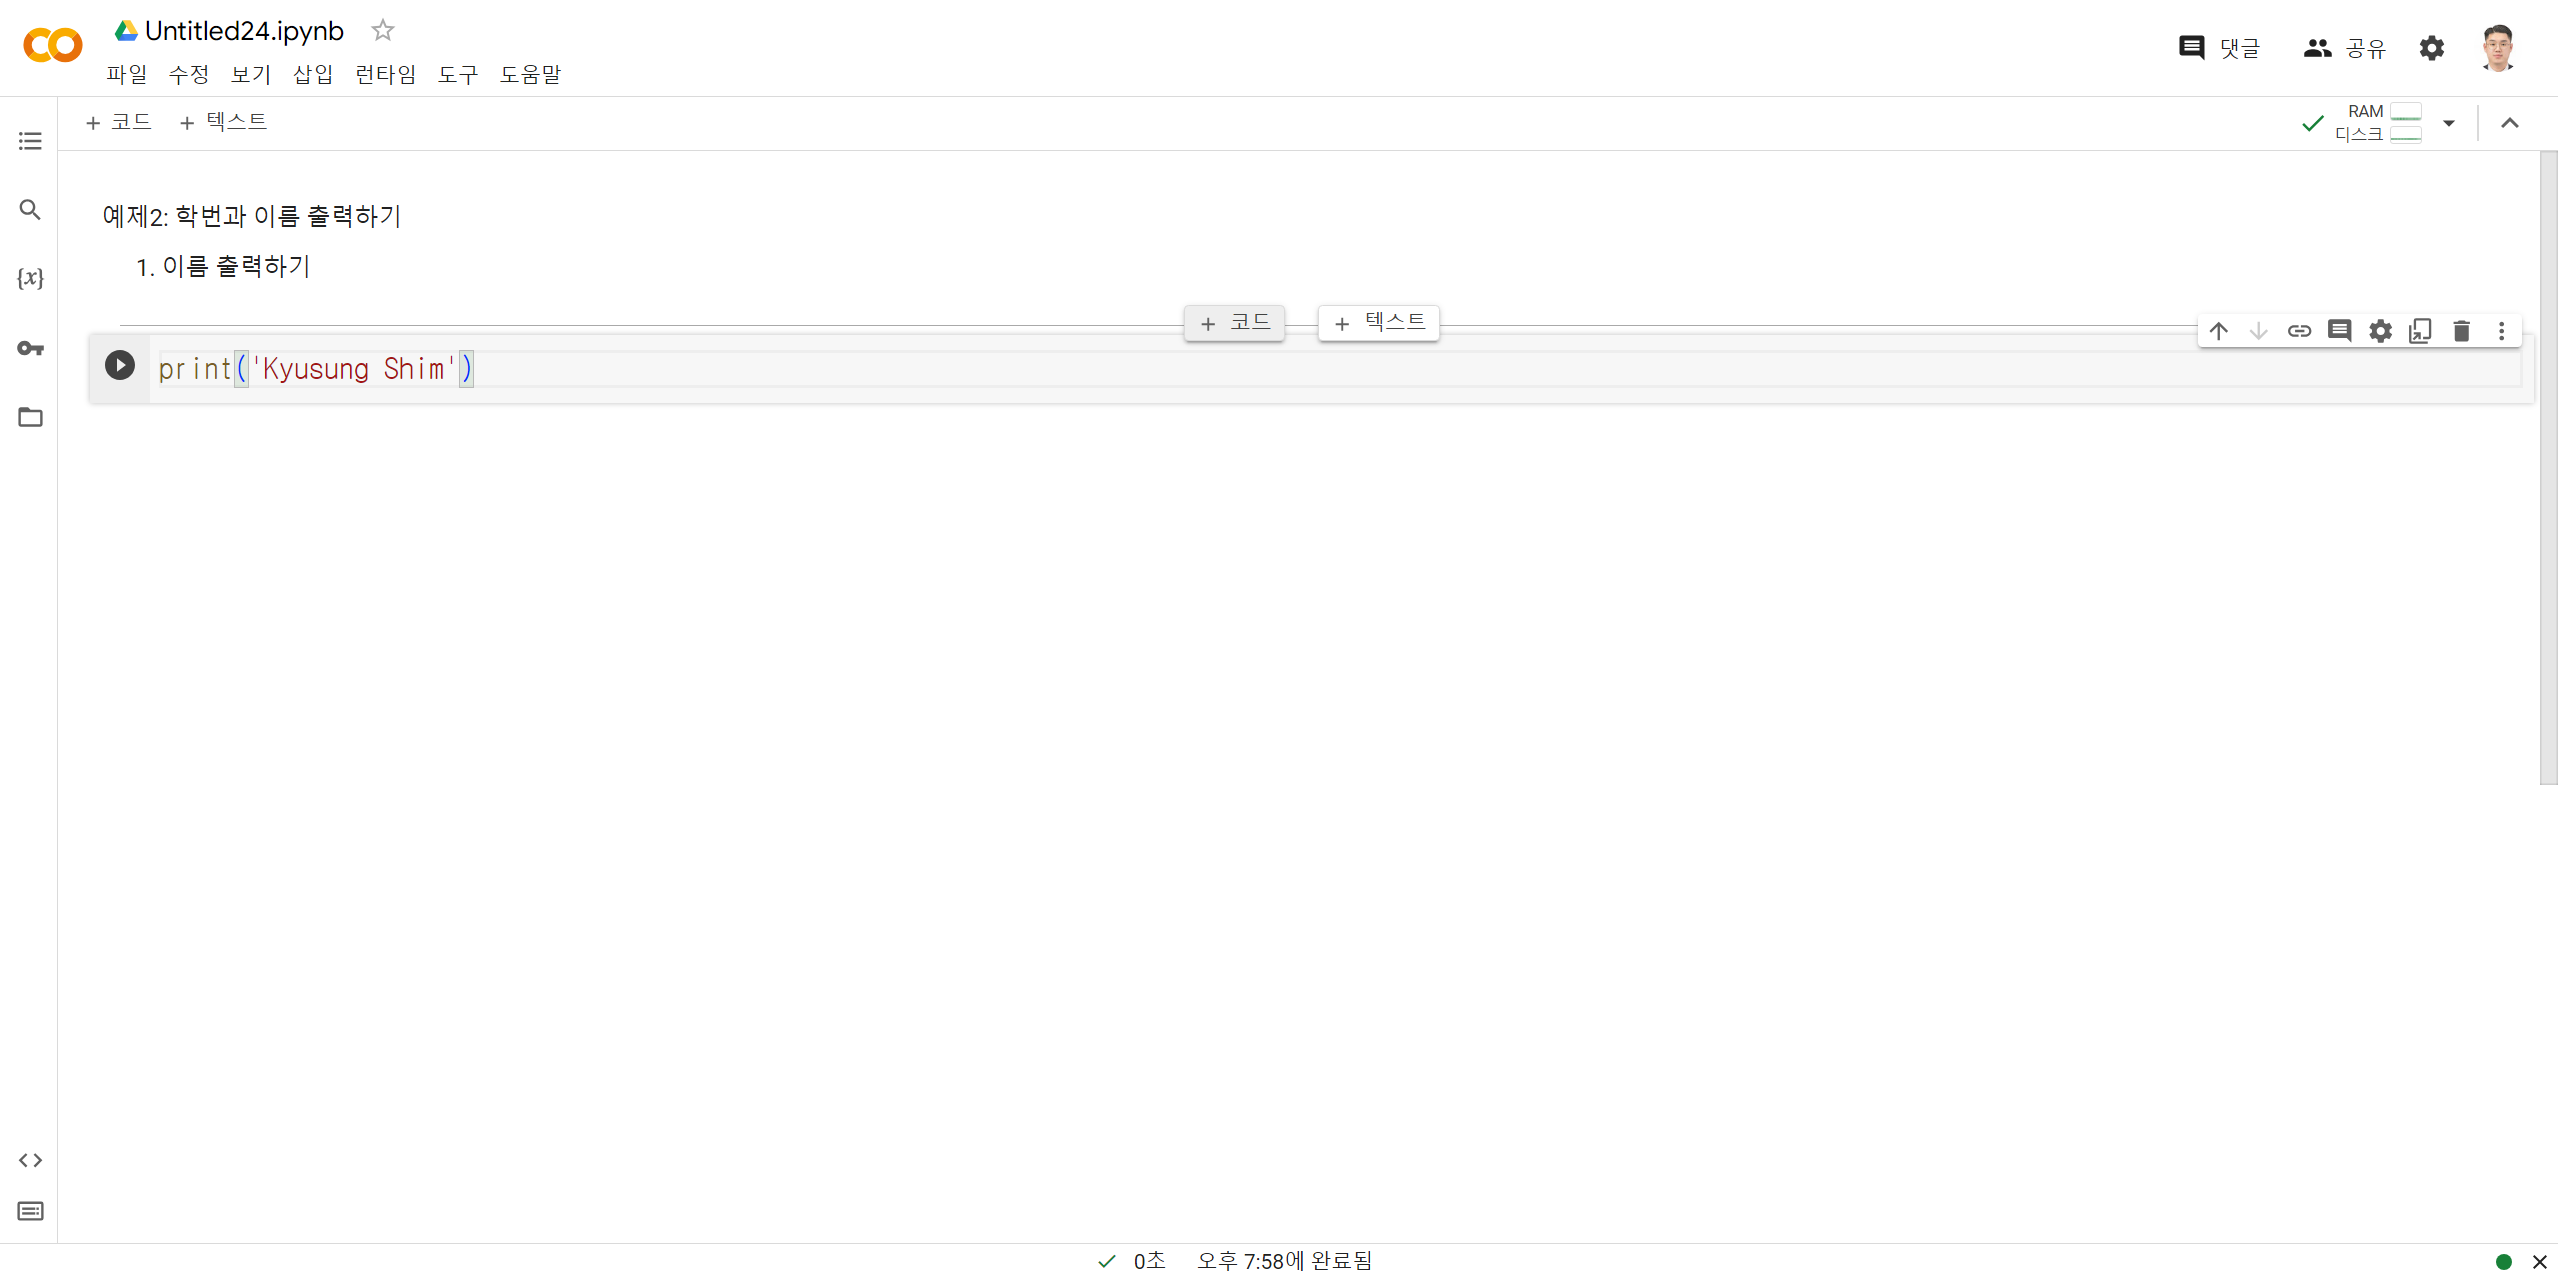 Untitled24.ipynb
파일 수정 보기 삽입 런타임 도구 도움말
댓글 공유
+ 코드 + 텍스트
RAM
디스크
예제2: 학번과 이름 출력하기
1. 이름 출력하기
+ 코드 + 텍스트
print('Kyusung Shim')
{x}
0초 오후 7:58에 완료됨